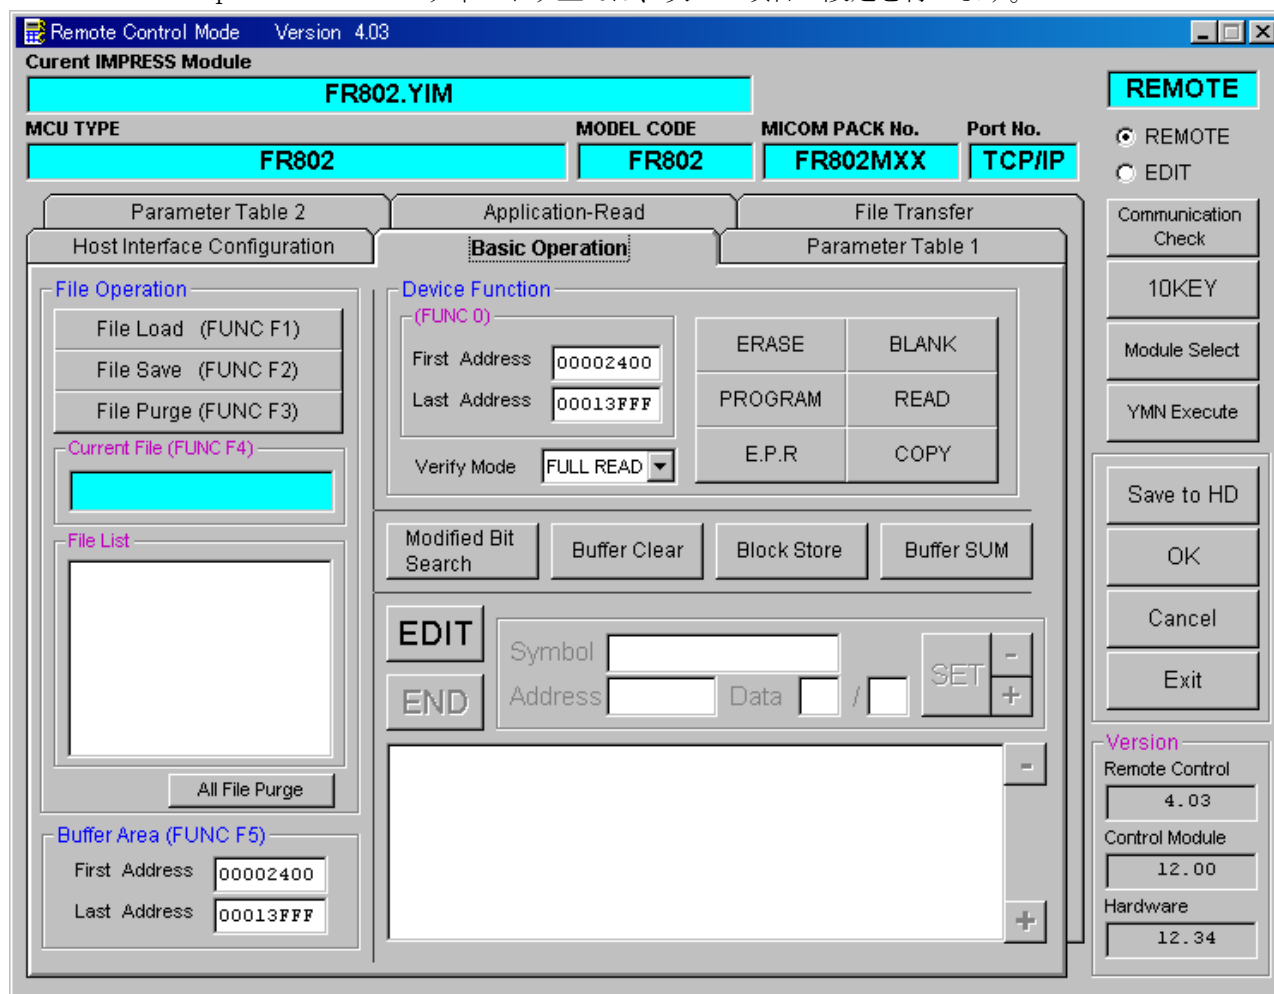 Remote Control Mode Version 4.03
Curent IMPRESS Module
FR802.YIM
MCU TYPE
MODEL CODE
MICOM PACK No.
Port No.
FR802
FR802
FR802MXX
TCP/IP
REMOTE
REMOTE
EDIT
Parameter Table 2
Application-Read
File Transfer
Host Interface Configuration
Basic Operation
Parameter Table 1
File Operation
File Load (FUNC F1)
File Save (FUNC F2)
File Purge (FUNC F3)
Current File (FUNC F4)
File List
All File Purge
Buffer Area (FUNC F5)
First Address 00002400
Last Address 00013FFF
Device Function
(FUNC 0)
First Address 00002400
Last Address 00013FFF
Verify Mode FULL READ
ERASE
BLANK
PROGRAM
READ
E.P.R
COPY
Modified Bit
Search
Buffer Clear
Block Store
Buffer SUM
EDIT
END
Symbol
Address
Data /
SET
-
+
-
+
Communication
Check
10KEY
Module Select
YMN Execute
Save to HD
OK
Cancel
Exit
Version
Remote Control
4.03
Control Module
12.00
Hardware
12.34